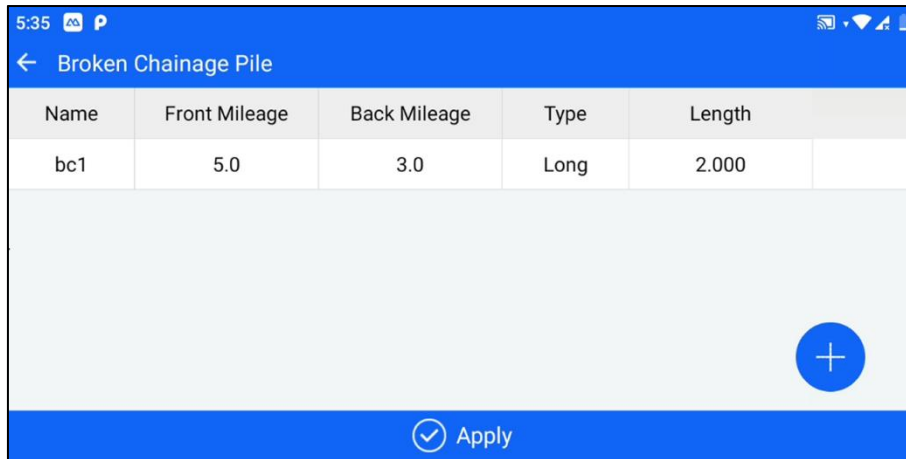 5:35 P
Broken Chainage Pile
Name Front Mileage Back Mileage Type Length
bc1 5.0 3.0 Long 2.000
Apply